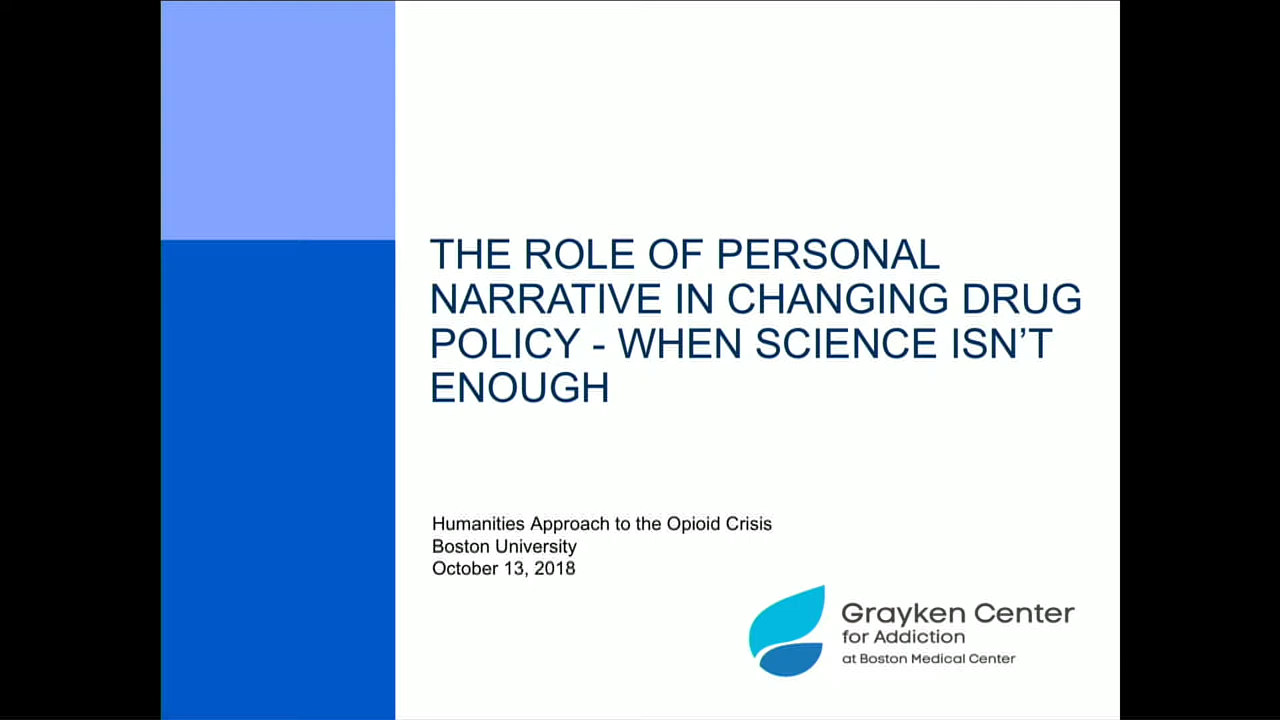 THE ROLE OF PERSONAL
NARRATIVE IN CHANGING DRUG
POLICY - WHEN SCIENCE ISN’T
ENOUGH
Humanities Approach to the Opioid Crisis
Boston University
October 13, 2018
Grayken Center
for Addiction
at Boston Medical Center